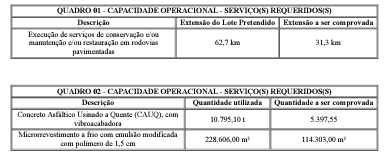 QUADRO 01 - CAPACIDADE OPERACIONAL - SERVIÇO(S) REQUERIDOS(S)
Descrição Extensão do Lote Pretendido Extensão a ser comprovada
Execução de serviços de conservação e/ou
manutenção e/ou restauração em rodovias
pavimentadas
62,7 km 31,3 km
QUADRO 02 - CAPACIDADE OPERACIONAL - SERVIÇO(S) REQUERIDOS(S)
Descrição Quantidade utilizada Quantidade a ser comprovada
Concreto Asfáltico Usinado a Quente (CAUQ), com
vibroacabadora
10.795,10 t 5.397,55
Microrrevestimento a frio com emulsão modificada
com polímero de 1,5 cm
228.606,00 m² 114.303,00 m²